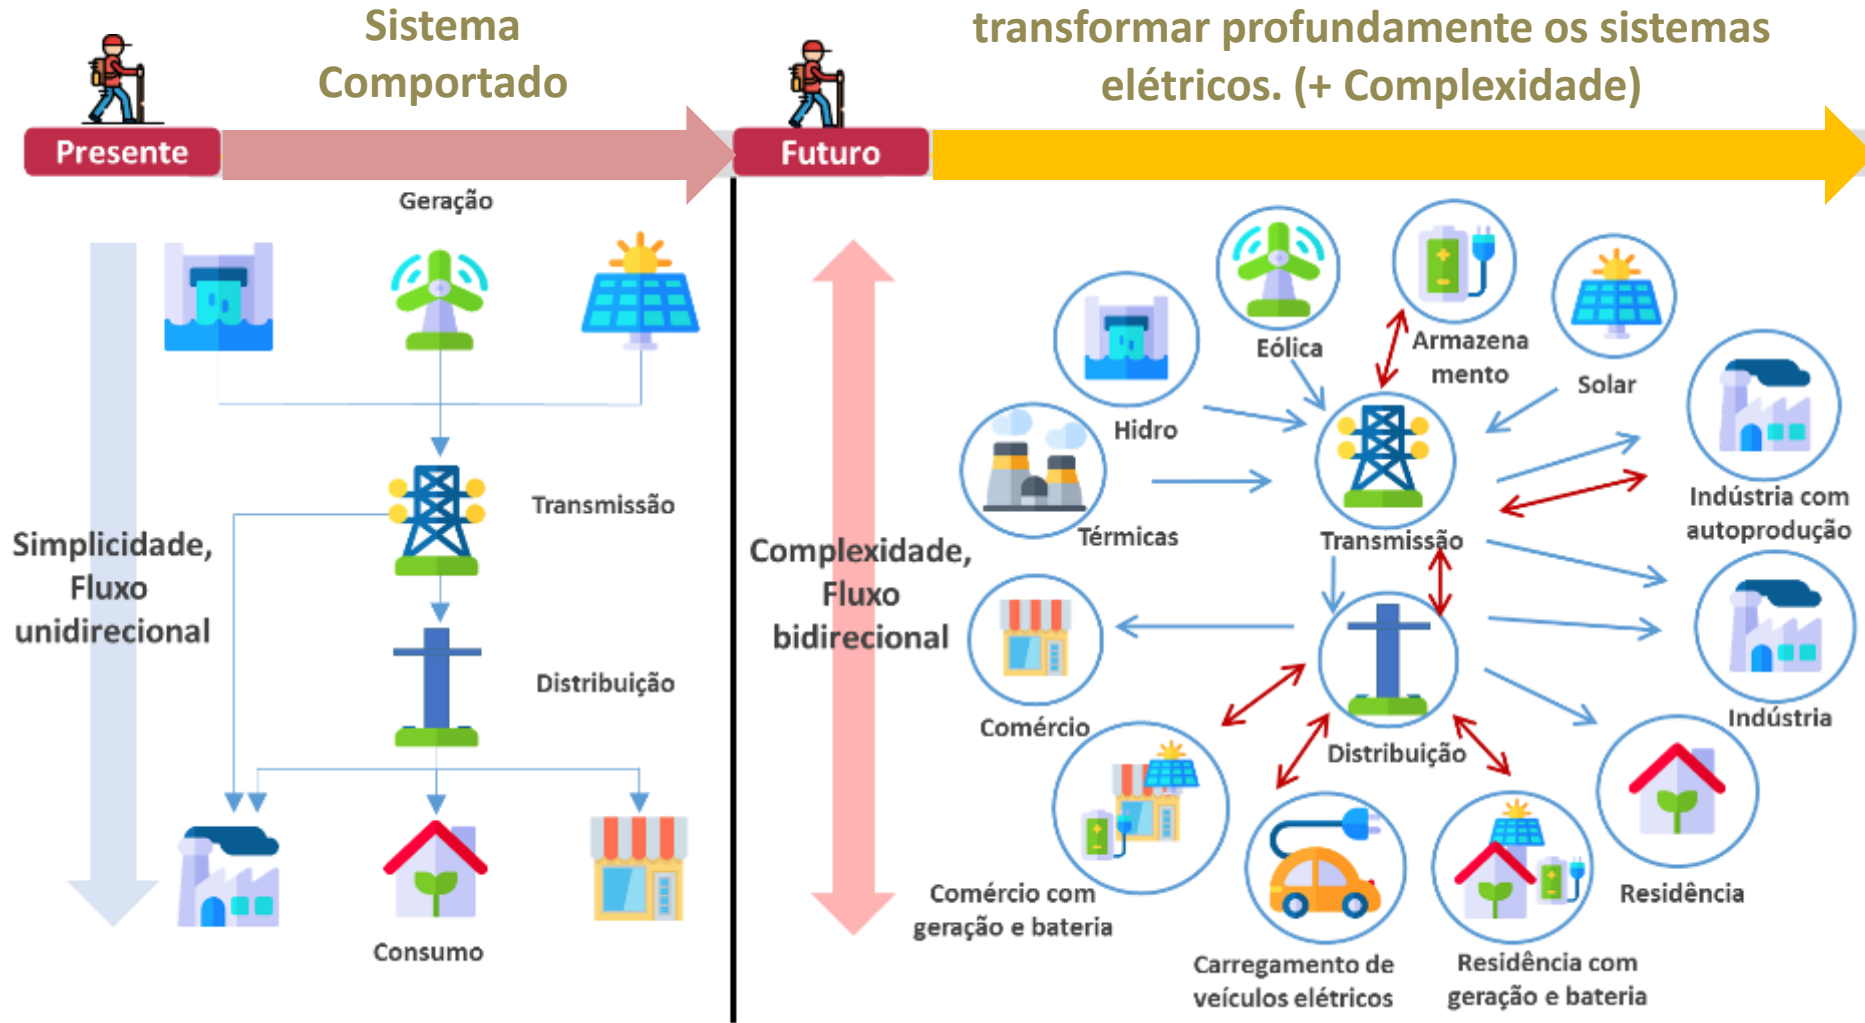 Sistema
Comportado
transformar profundamente os sistemas
elétricos. (+ Complexidade)
Presente
Futuro
Geração
Transmissão
Simplicidade,
Fluxo
unidirecional
Distribuição
Consumo
Eólica
Armazena
mento
Solar
Hidro
Térmicas
Transmissão
Indústria com
autoprodução
Complexidade,
Fluxo
bidirecional
Comércio
Distribuição
Indústria
Comércio com
geração e bateria
Carregamento de
veículos elétricos
Residência com
geração e bateria
Residência